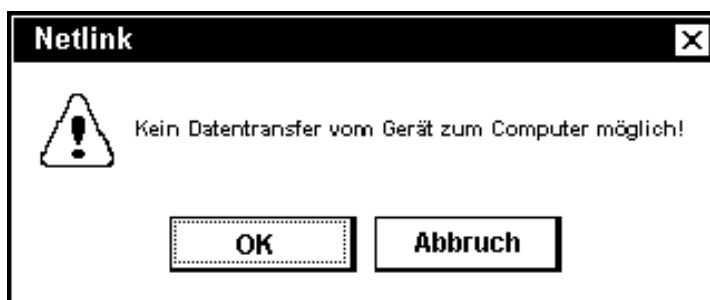 Netlink
Kein Datentransfer vom Gerät zum Computer möglich!
OK Abbruch